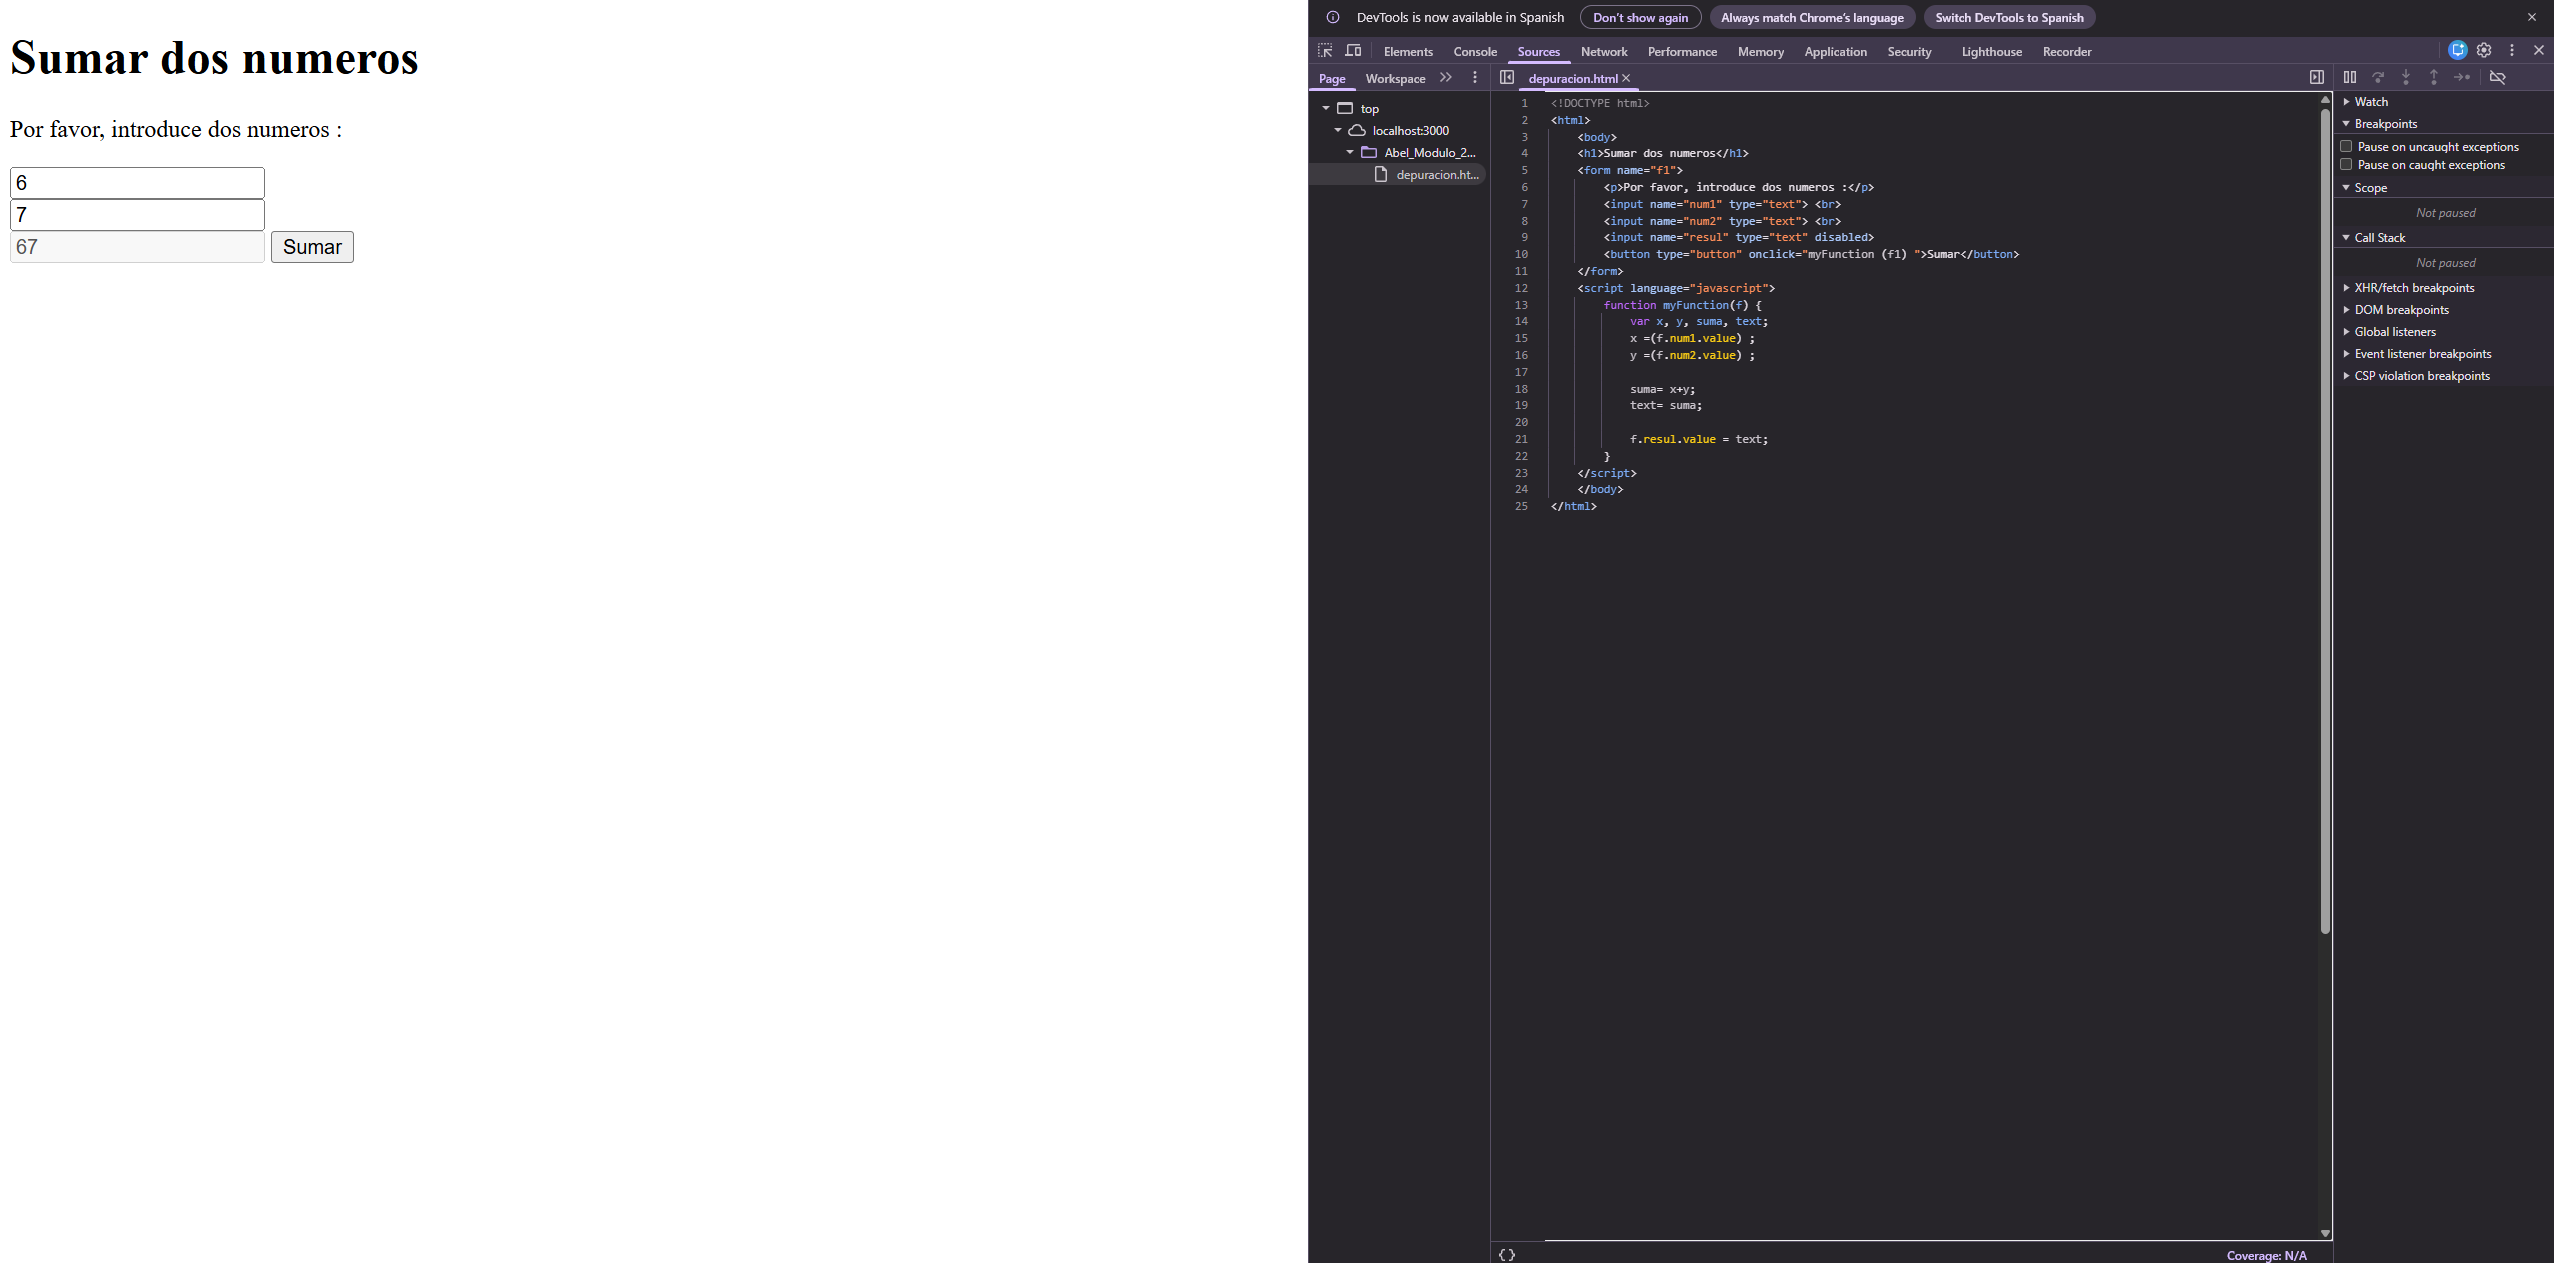 Sumar dos numeros
Por favor, introduce dos numeros :
6
7
67 Sumar
DevTools is now available in Spanish Don't show again Always match Chrome's language Switch DevTools to Spanish
Elements Console Sources Network Performance Memory Application Security Lighthouse Recorder
Page Workspace depuracion.html
top
localhost:3000
Abel_Modulo_2...
depuracion.ht...
1 <!DOCTYPE html>
2 <html>
3 <body>
4 <h1>Sumar dos numeros</h1>
5 <form name="f1">
6 <p>Por favor, introduce dos numeros :</p>
7 <input name="num1" type="text"> <br>
8 <input name="num2" type="text"> <br>
9 <input name="resul" type="text" disabled>
10 <button type="button" onclick="myFunction (f1) ">Sumar</button>
11 </form>
12 <script language="javascript">
13 function myFunction(f) {
14 var x, y, suma, text;
15 x =(f.num1.value) ;
16 y =(f.num2.value) ;
17
18 suma= x+y;
19 text= suma;
20
21 f.resul.value = text;
22 }
23 </script>
24 </body>
25 </html>
Watch
Breakpoints
Pause on uncaught exceptions
Pause on caught exceptions
Scope
Not paused
Call Stack
Not paused
XHR/fetch breakpoints
DOM breakpoints
Global listeners
Event listener breakpoints
CSP violation breakpoints
{} Coverage: N/A